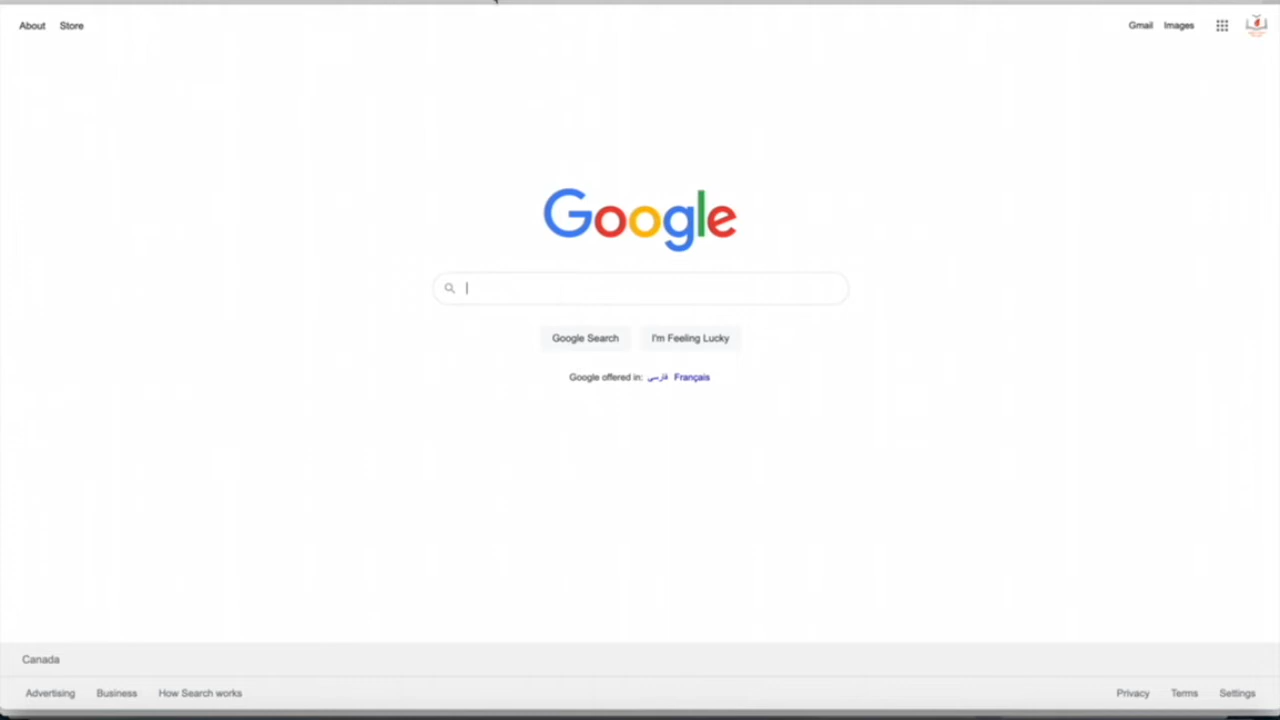 About Store
Gmail Images
Google
Google Search I'm Feeling Lucky
Google offered in: فارسی Français
Canada
Advertising Business How Search works
Privacy Terms Settings